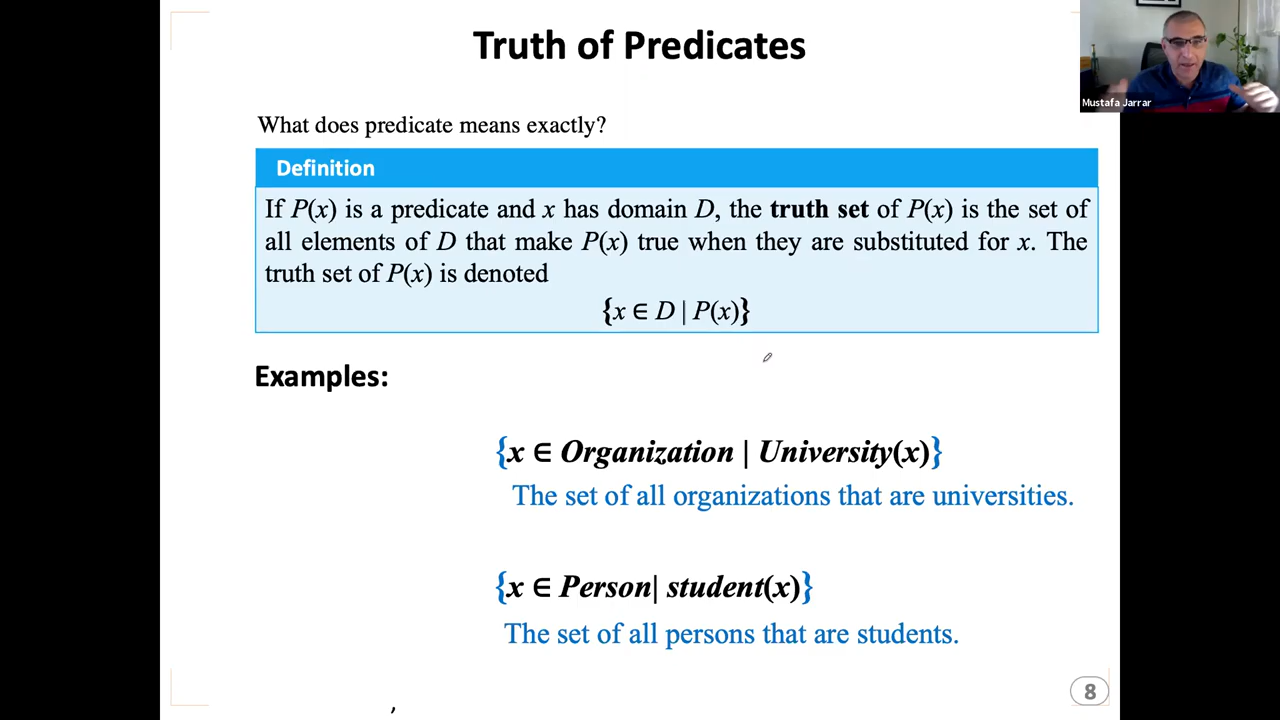 Truth of Predicates
Mustafa Jarrar
What does predicate means exactly?
Definition
If P(x) is a predicate and x has domain D, the truth set of P(x) is the set of
all elements of D that make P(x) true when they are substituted for x. The
truth set of P(x) is denoted
{x ∈ D | P(x)}
Examples:
{x ∈ Organization | University(x)}
The set of all organizations that are universities.
{x ∈ Person| student(x)}
The set of all persons that are students.
,
8